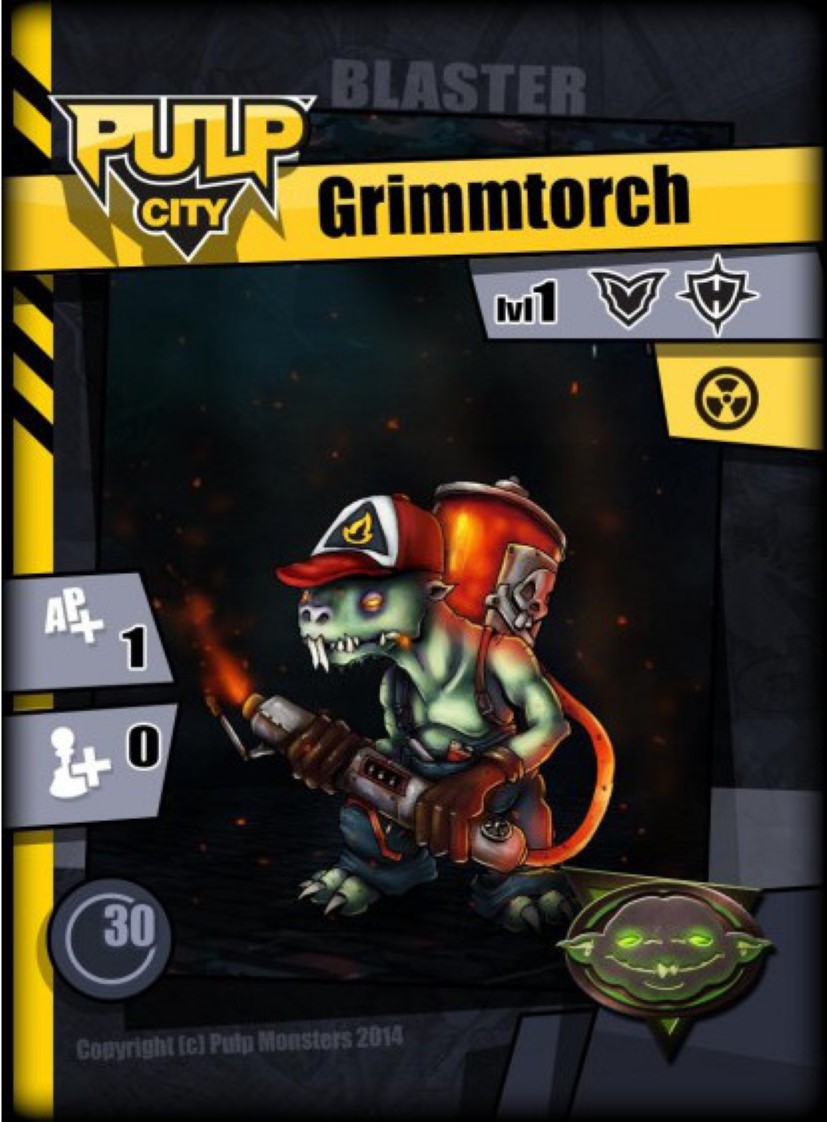 BLASTER
PULP
CITY
Grimmtorch
lvl1
H
AP+
1
+ 0
30
Copyright (c) Pulp Monsters 2014